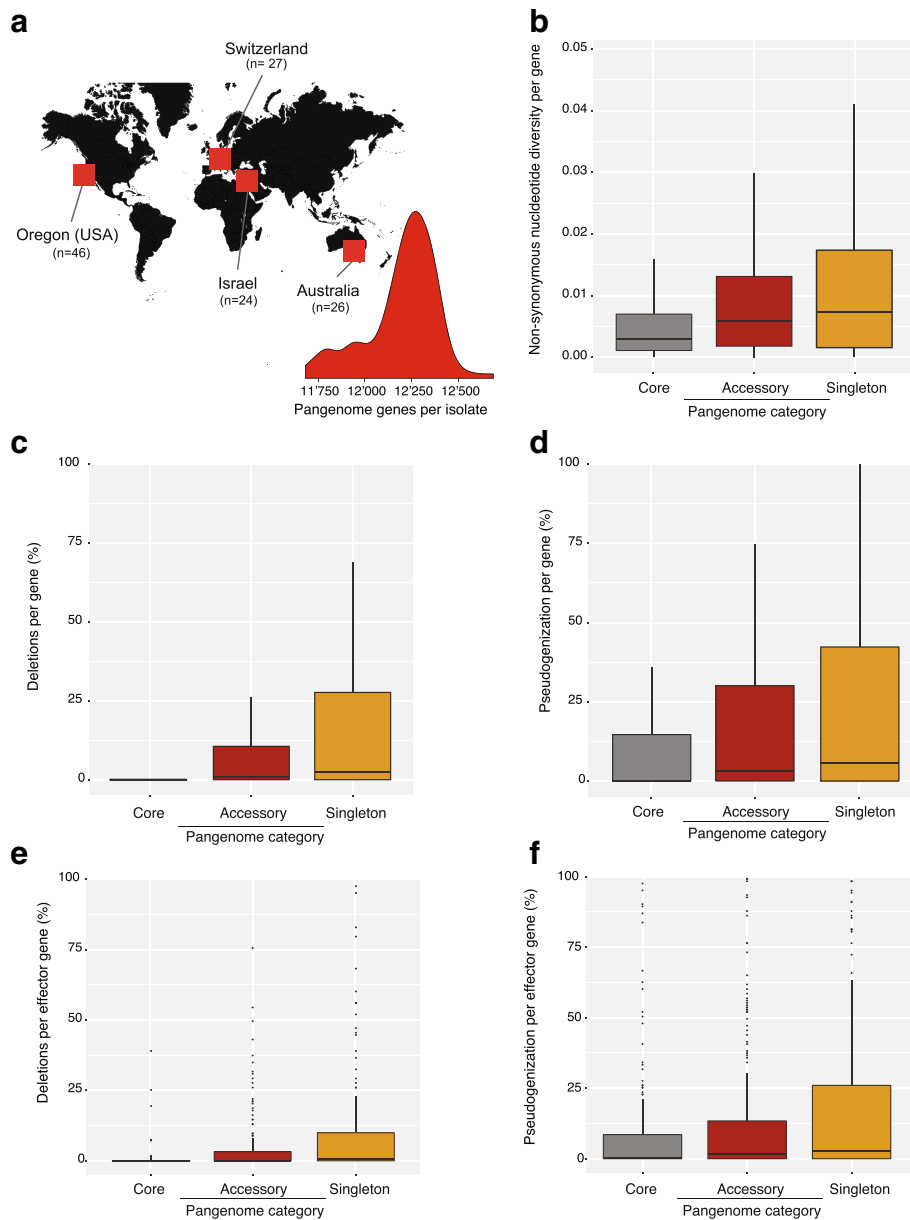 a
Switzerland
(n= 27)
Oregon (USA)
(n=46)
Israel
(n=24)
Australia
(n=26)
11'750 12'000 12'250 12'500
Pangenome genes per isolate
b
Non-synonymous nucldeotide diversity per gene
0.05
0.04
0.03
0.02
0.01
0.00
Core Accessory Singleton
Pangenome category
c
Deletions per gene (%)
100
75
50
25
0
Core Accessory Singleton
Pangenome category
d
Pseudogenization per gene (%)
100
75
50
25
0
Core Accessory Singleton
Pangenome category
e
Deletions per effector gene (%)
100
75
50
25
0
Core Accessory Singleton
Pangenome category
f
Pseudogenization per effector gene (%)
100
75
50
25
0
Core Accessory Singleton
Pangenome category